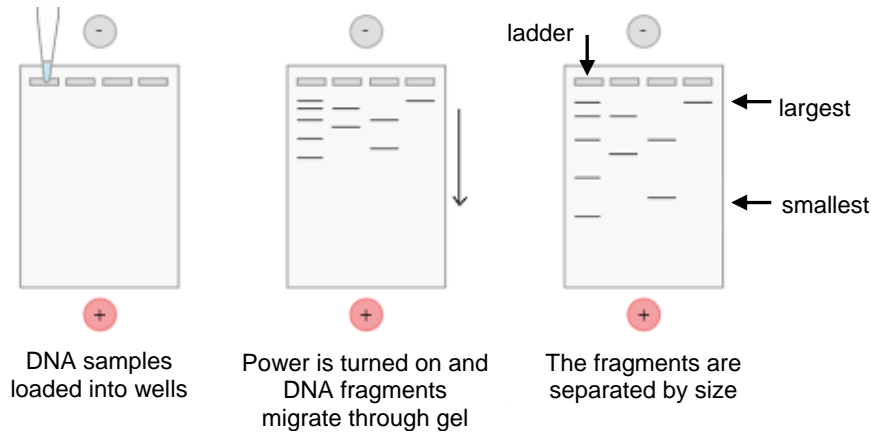 -
-
ladder
-
largest
smallest
+
+
+
DNA samples
loaded into wells
Power is turned on and
DNA fragments
migrate through gel
The fragments are
separated by size